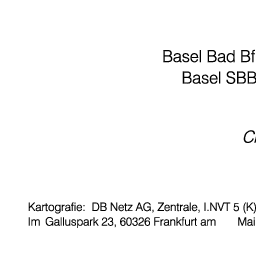 Basel Bad Bf
Basel SBB
Kartografie: DB Netz AG, Zentrale, I.NVT 5 (K)
Im Galluspark 23, 60326 Frankfurt am Mai